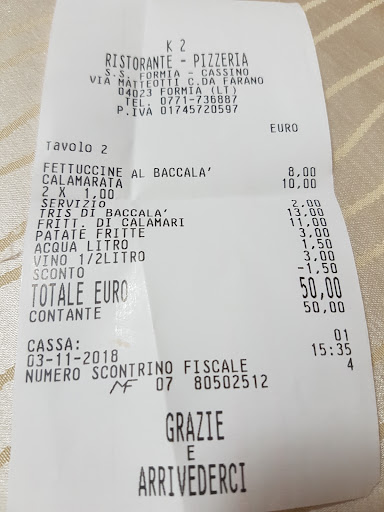 K 2
RISTORANTE - PIZZERIA
S.S. FORMIA - CASSINO
VIA MATTEOTTI C.DA FARANO
04023 FORMIA (LT)
TEL. 0771-736887
P.IVA 01745720597
EURO
Tavolo 2
FETTUCCINE AL BACCALA' 8,00
CALAMARATA 10,00
2 X 1,00
SERVIZIO 2,00
TRIS DI BACCALA' 13,00
FRITT. DI CALAMARI 11,00
PATATE FRITTE 3,00
ACQUA LITRO 1,50
VINO 1/2LITRO 3,00
SCONTO -1,50
TOTALE EURO 50,00
CONTANTE 50,00
CASSA: 01
03-11-2018 15:35
NUMERO SCONTRINO FISCALE 4
MF 07 80502512
GRAZIE
E
ARRIVEDERCI